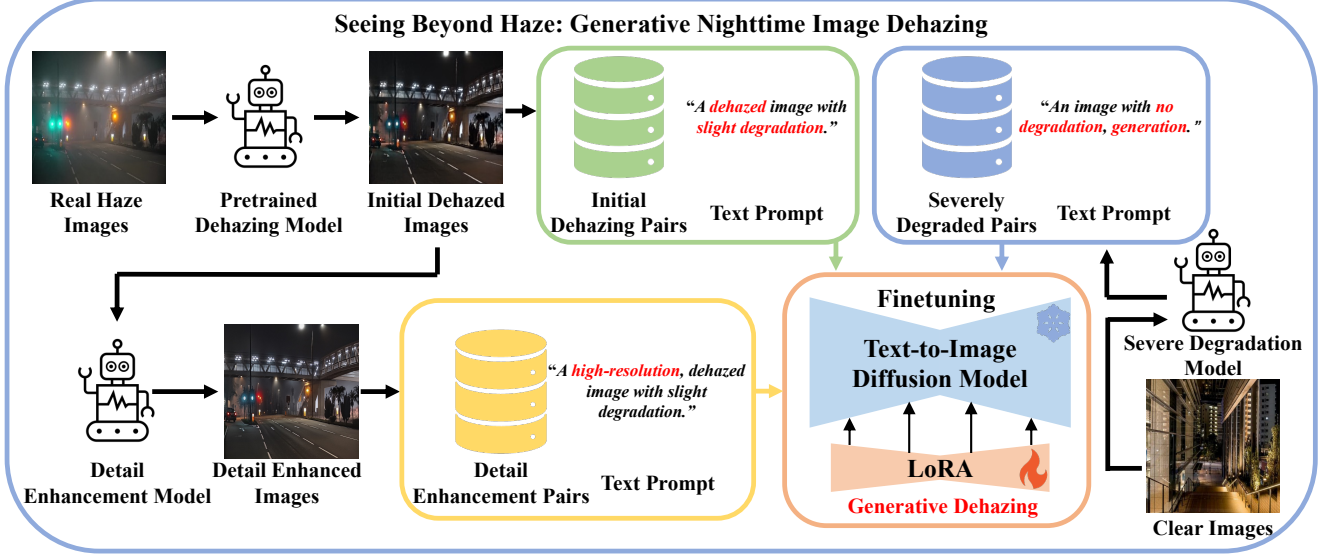 Seeing Beyond Haze: Generative Nighttime Image Dehazing
Real Haze
Images
Pretrained
Dehazing Model
Initial Dehazed
Images
Initial
Dehazing Pairs
“A dehazed image with
slight degradation.”
Text Prompt
Severely
Degraded Pairs
“An image with no
degradation, generation.”
Text Prompt
Detail
Enhancement Model
Detail Enhanced
Images
Detail
Enhancement Pairs
“A high-resolution, dehazed
image with slight
degradation.”
Text Prompt
Finetuning
Text-to-Image
Diffusion Model
LoRA
Generative Dehazing
Severe Degradation
Model
Clear Images